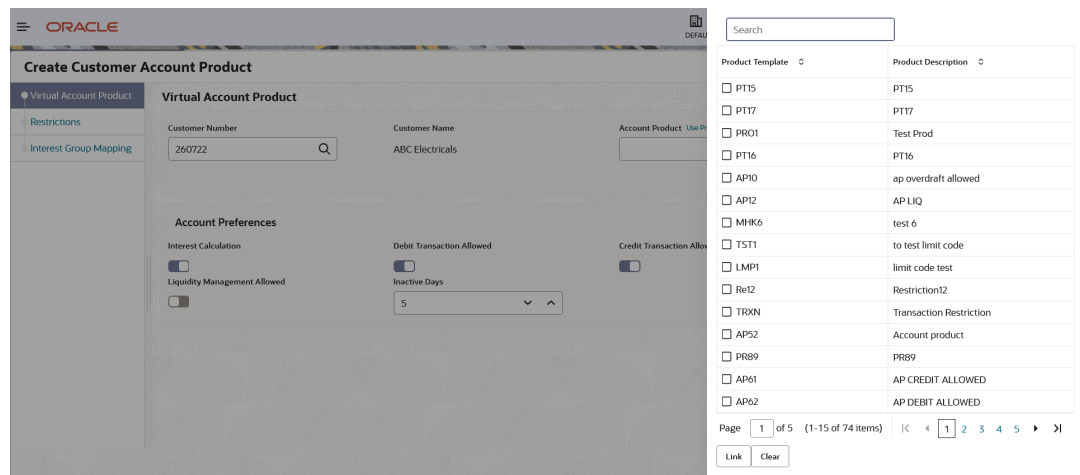 ORACLE
DEFAU
Create Customer Account Product
Virtual Account Product
Restrictions
Interest Group Mapping
Virtual Account Product
Customer Number
Customer Name
Account Product Use Pr
260722
ABC Electricals
Account Preferences
Interest Calculation
Debit Transaction Allowed
Credit Transaction Allow
Liquidity Management Allowed
Inactive Days
5
Search
Product Template Product Description
PT15 PT15
PT17 PT17
PRO1 Test Prod
PT16 PT16
AP10 ap overdraft allowed
AP12 AP LIQ
MHK6 test 6
TST1 to test limit code
LMP1 limit code test
Re12 Restriction12
TRXN Transaction Restriction
AP52 Account product
PR89 PR89
AP61 AP CREDIT ALLOWED
AP62 AP DEBIT ALLOWED
Page 1 of 5 (1-15 of 74 items) 1 2 3 4 5
Link Clear